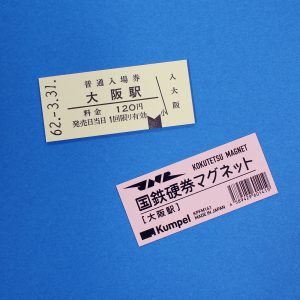 62.-3.31.
普通入場券
大阪駅
料金 120円
発売日当日1回限り有効
入
大
阪
JNR
KOKUTETSU MAGNET
国鉄硬券マグネット
[大阪駅]
Kumpel
MADE IN JAPAN